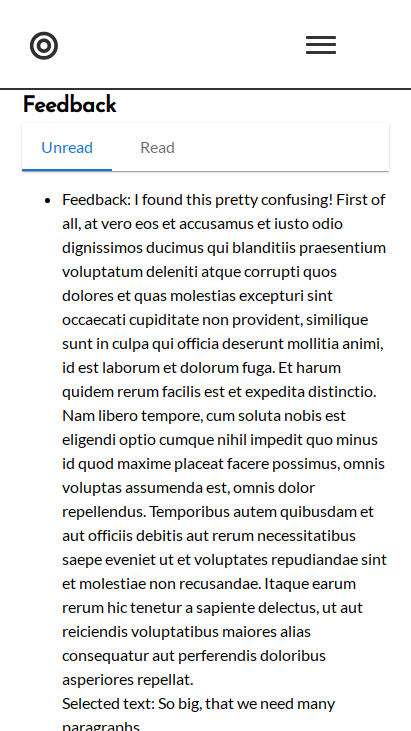 Feedback
Unread Read
Feedback: I found this pretty confusing! First of
all, at vero eos et accusamus et iusto odio
dignissimos ducimus qui blanditiis praesentium
voluptatum deleniti atque corrupti quos
dolores et quas molestias excepturi sint
occaecati cupiditate non provident, similique
sunt in culpa qui officia deserunt mollitia animi,
id est laborum et dolorum fuga. Et harum
quidem rerum facilis est et expedita distinctio.
Nam libero tempore, cum soluta nobis est
eligendi optio cumque nihil impedit quo minus
id quod maxime placeat facere possimus, omnis
voluptas assumenda est, omnis dolor
repellendus. Temporibus autem quibusdam et
aut officiis debitis aut rerum necessitatibus
saepe eveniet ut et voluptates repudiandae sint
et molestiae non recusandae. Itaque earum
rerum hic tenetur a sapiente delectus, ut aut
reiciendis voluptatibus maiores alias
consequatur aut perferendis doloribus
asperiores repellat.
Selected text: So big, that we need many
paragraphs